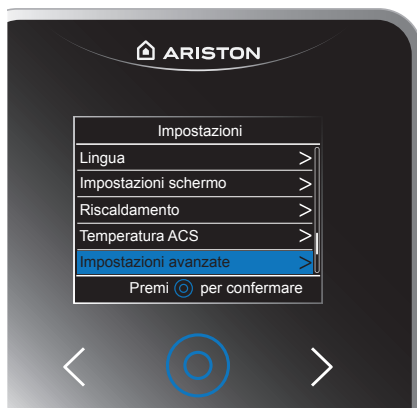 ARISTON
Impostazioni
Lingua >
Impostazioni schermo >
Riscaldamento >
Temperatura ACS >
Impostazioni avanzate >
Premi per confermare